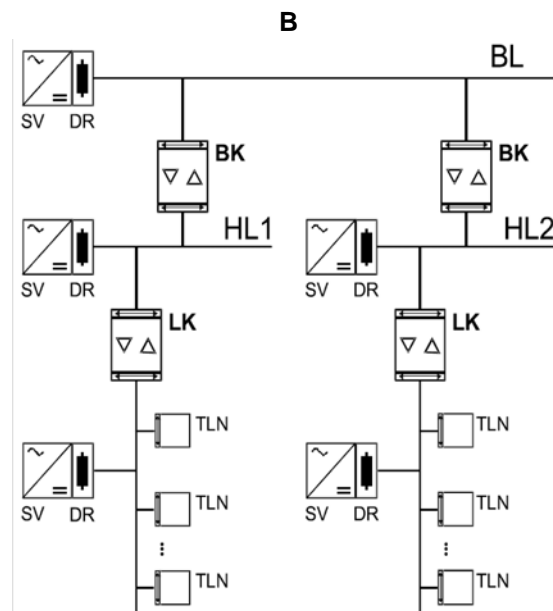 B
BL
SV DR
BK BK
HL1 HL2
SV DR SV DR
LK LK
TLN TLN
SV DR SV DR
TLN TLN
TLN TLN